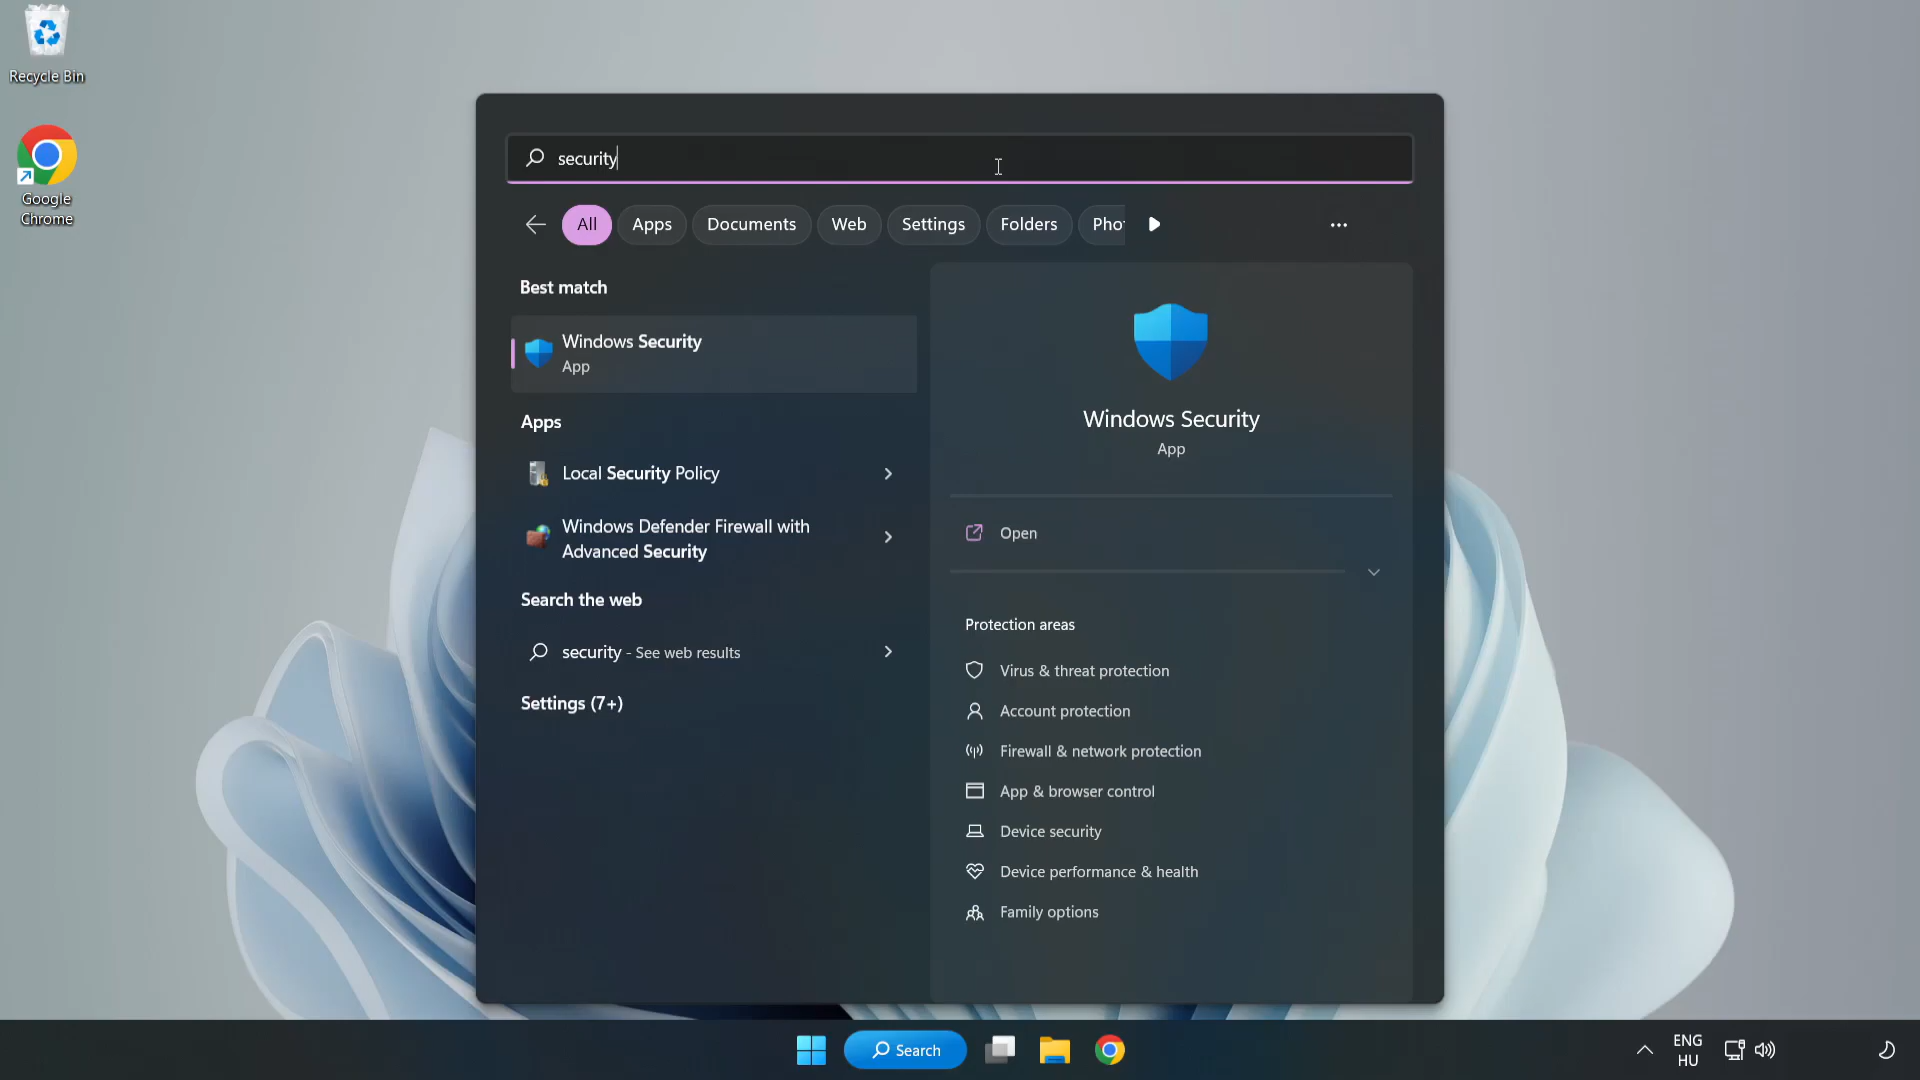 Recycle Bin
Google
Chrome
security
All
Apps
Documents
Web
Settings
Folders
Pho
Best match
Windows Security
App
Apps
Local Security Policy
Windows Defender Firewall with
Advanced Security
Search the web
security - See web results
Settings (7+)
Windows Security
App
Open
Protection areas
Virus & threat protection
Account protection
Firewall & network protection
App & browser control
Device security
Device performance & health
Family options
Search
ENG
HU